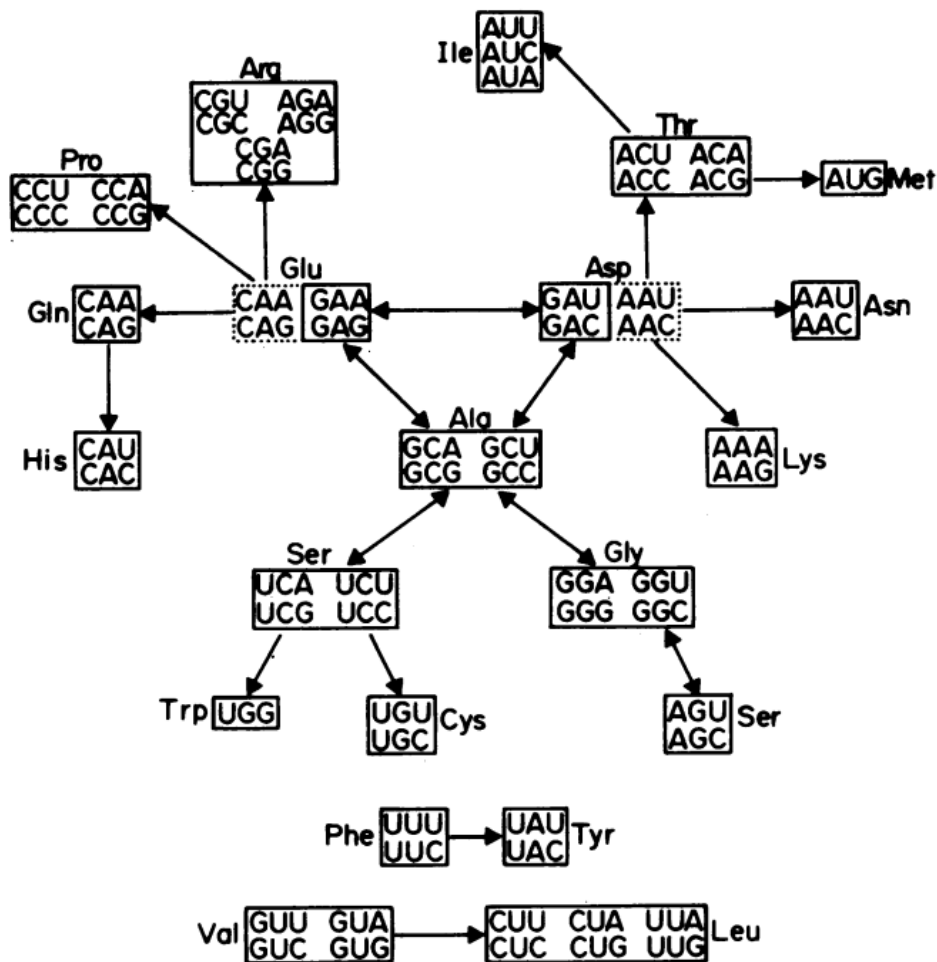 Ile
AUU
AUC
AUA
Arg
CGU AGA
CGC AGG
CGA
CGG
Thr
ACU ACA
ACC ACG
AUG Met
Pro
CCU CCA
CCC CCG
Glu
CAA GAA
CAG GAG
Asp
GAU AAU
GAC AAC
Gln
CAA
CAG
AAU
AAC
Asn
Ala
GCA GCU
GCG GCC
His
CAU
CAC
AAA
AAG
Lys
Ser
UCA UCU
UCG UCC
Gly
GGA GGU
GGG GGC
Trp UGG
UGU
UGC
Cys
AGU
AGC
Ser
Phe
UUU
UUC
UAU
UAC
Tyr
Val
GUU GUA
GUC GUG
CUU CUA UUA
CUC CUG UUG
Leu